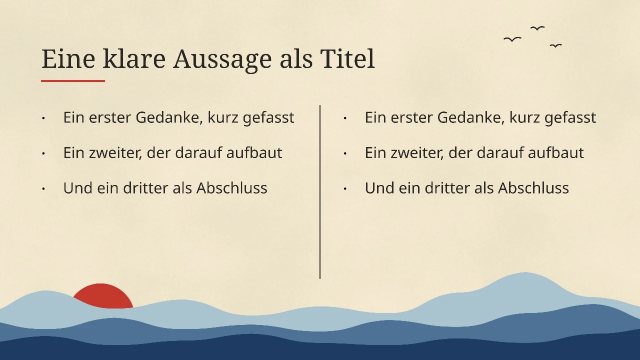 Eine klare Aussage als Titel
· Ein erster Gedanke, kurz gefasst
· Ein zweiter, der darauf aufbaut
· Und ein dritter als Abschluss
· Ein erster Gedanke, kurz gefasst
· Ein zweiter, der darauf aufbaut
· Und ein dritter als Abschluss